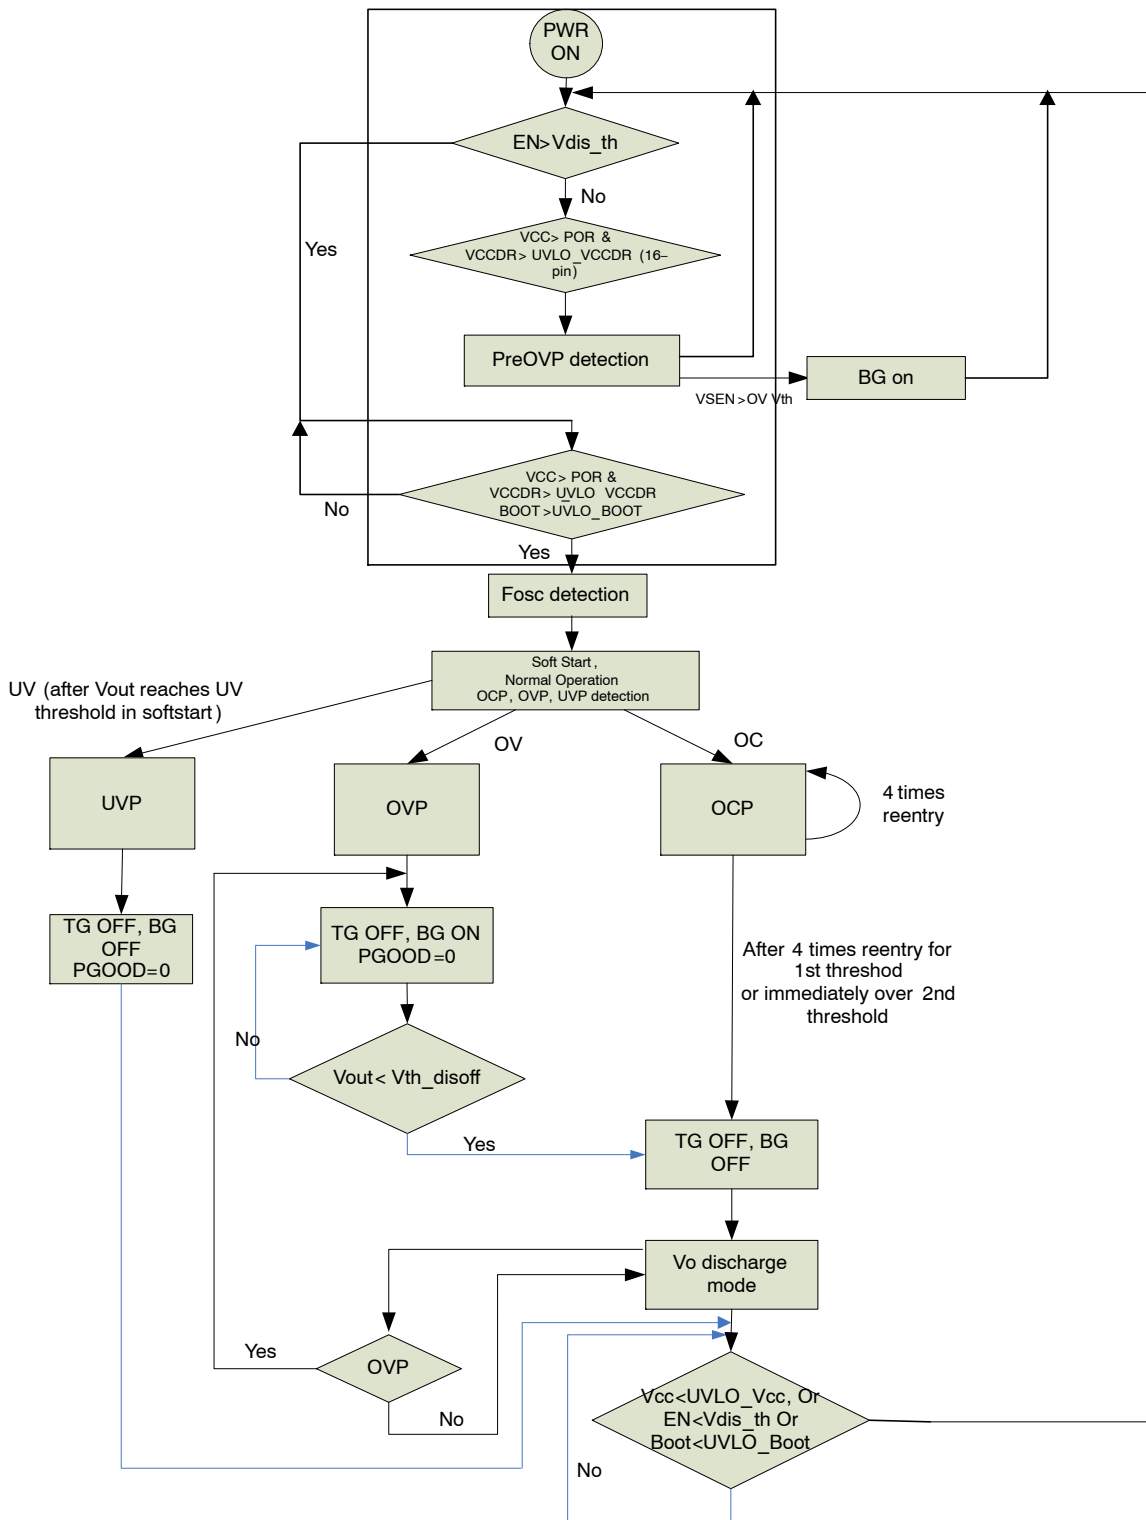 PWR
ON
EN>Vdis_th
No
Yes
VCC> POR &
VCCDR> UVLO_VCCDR (16–
pin)
PreOVP detection
BG on
VSEN>OV Vth
VCC> POR &
VCCDR> UVLO VCCDR
BOOT>UVLO_BOOT
No
Yes
Fosc detection
Soft Start,
Normal Operation
OCP, OVP, UVP detection
UV (after Vout reaches UV
threshold in softstart)
OV
OC
UVP
OVP
OCP
4 times
reentry
TG OFF, BG
OFF
PGOOD=0
TG OFF, BG ON
PGOOD=0
After 4 times reentry for
1st threshod
or immediately over 2nd
threshold
No
Vout< Vth_disoff
Yes
TG OFF, BG
OFF
Vo discharge
mode
Yes
OVP
No
Vcc<UVLO_Vcc, Or
EN<Vdis_th Or
Boot<UVLO_Boot
No